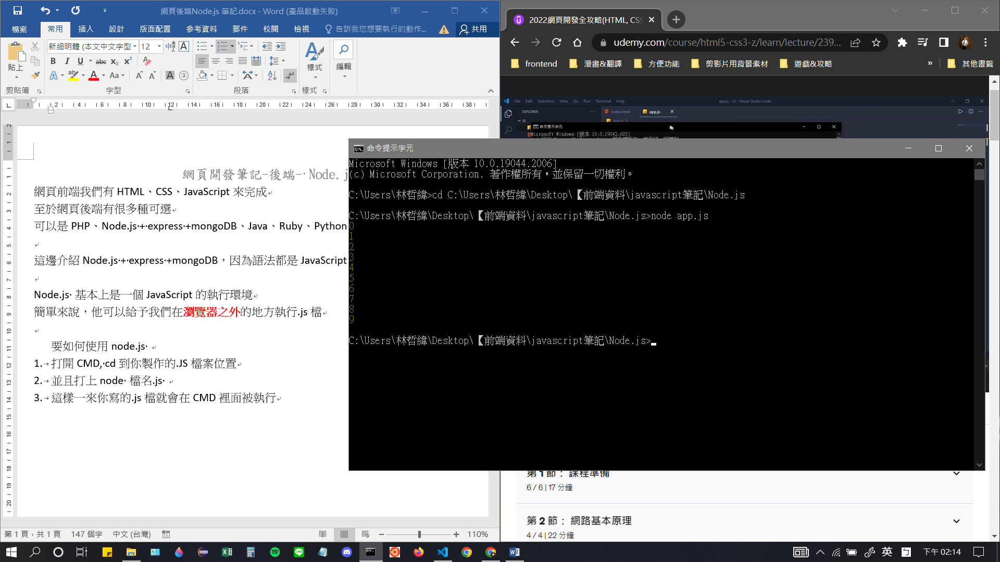 網頁後端Node.js 筆記.docx - Word (產品啟動失敗)
檔案 常用 插入 設計 版面配置 參考資料 郵件 校閱 檢視 告訴我您想要執行的動作... 共用
新細明體 (本文中文字型 12
貼上
樣式 編輯
剪貼簿 字型 段落 樣式
網頁開發筆記-後端-·Node.j
網頁前端我們有 HTML、CSS、JavaScript 來完成
至於網頁後端有很多種可選
可以是 PHP、Node.js·+·express·+mongoDB、Java、Ruby、Python
這邊介紹 Node.js·+·express·+mongoDB，因為語法都是 JavaScript
Node.js· 基本上是一個 JavaScript 的執行環境
簡單來說，他可以給予我們在瀏覽器之外的地方執行.js 檔
要如何使用 node.js·
1. 打開 CMD,·cd 到你製作的.JS 檔案位置
2. 並且打上 node· 檔名.js·
3. 這樣一來你寫的.js 檔就會在 CMD 裡面被執行
第 1 頁，共 1 頁 147 個字 中文 (台灣) 110%
2022網頁開發全攻略(HTML, CSS
udemy.com/course/html5-css3-z/learn/lecture/239...
frontend 漫畫&翻譯 方便功能 剪影片用背景素材 遊戲&攻略 » 其他書籤
File Edit Selection View Go Run Terminal Help app.js - JS - Visual Studio Code
EXPLORER index.html app.js
JS app.js
命令提示字元
Microsoft Windows [版本 10.0.19042.685]
命令提示字元
Microsoft Windows [版本 10.0.19044.2006]
(c) Microsoft Corporation. 著作權所有，並保留一切權利。
C:\Users\林哲緯>cd C:\Users\林哲緯\Desktop\【前端資料\javascript筆記\Node.js
C:\Users\林哲緯\Desktop\【前端資料\javascript筆記\Node.js>node app.js
0
1
2
3
4
5
6
7
8
9
C:\Users\林哲緯\Desktop\【前端資料\javascript筆記\Node.js>
第 1 節： 課程準備
6 / 6 | 17 分鐘
第 2 節： 網路基本原理
4 / 4 | 22 分鐘
英 下午 02:14